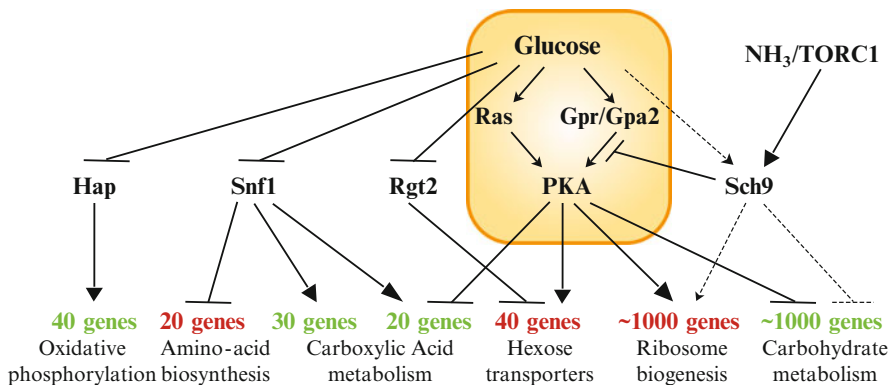 Glucose
NH₃/TORC1
Ras
Gpr/Gpa2
Hap
Snf1
Rgt2
PKA
Sch9
40 genes
20 genes
30 genes
20 genes
40 genes
~1000 genes
~1000 genes
Oxidative
phosphorylation
Amino-acid
biosynthesis
Carboxylic Acid
metabolism
Hexose
transporters
Ribosome
biogenesis
Carbohydrate
metabolism